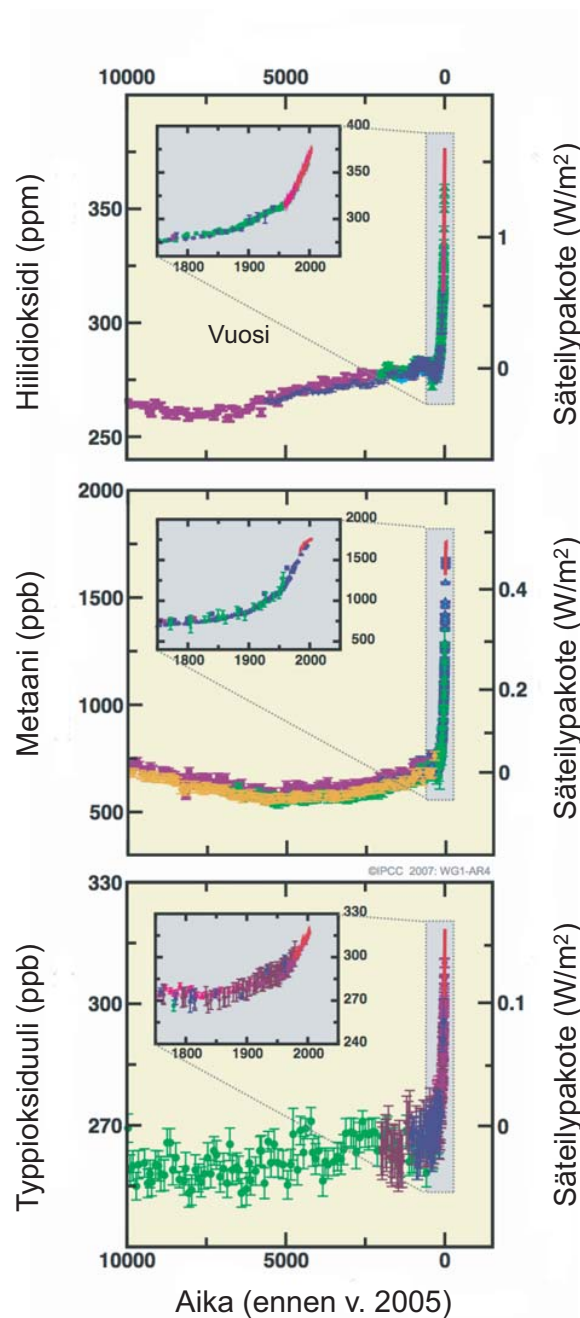 10000 5000 0
Hiilidioksidi (ppm)
350
300
250
400
350
300
1800 1900 2000
Vuosi
1
0
Säteilypakote (W/m²)
Metaani (ppb)
2000
1500
1000
500
2000
1500
1000
500
1800 1900 2000
0.4
0.2
0
Säteilypakote (W/m²)
©IPCC 2007: WG1-AR4
Typpioksiduuli (ppb)
330
300
270
330
300
270
240
1800 1900 2000
0.1
0
Säteilypakote (W/m²)
10000 5000 0
Aika (ennen v. 2005)